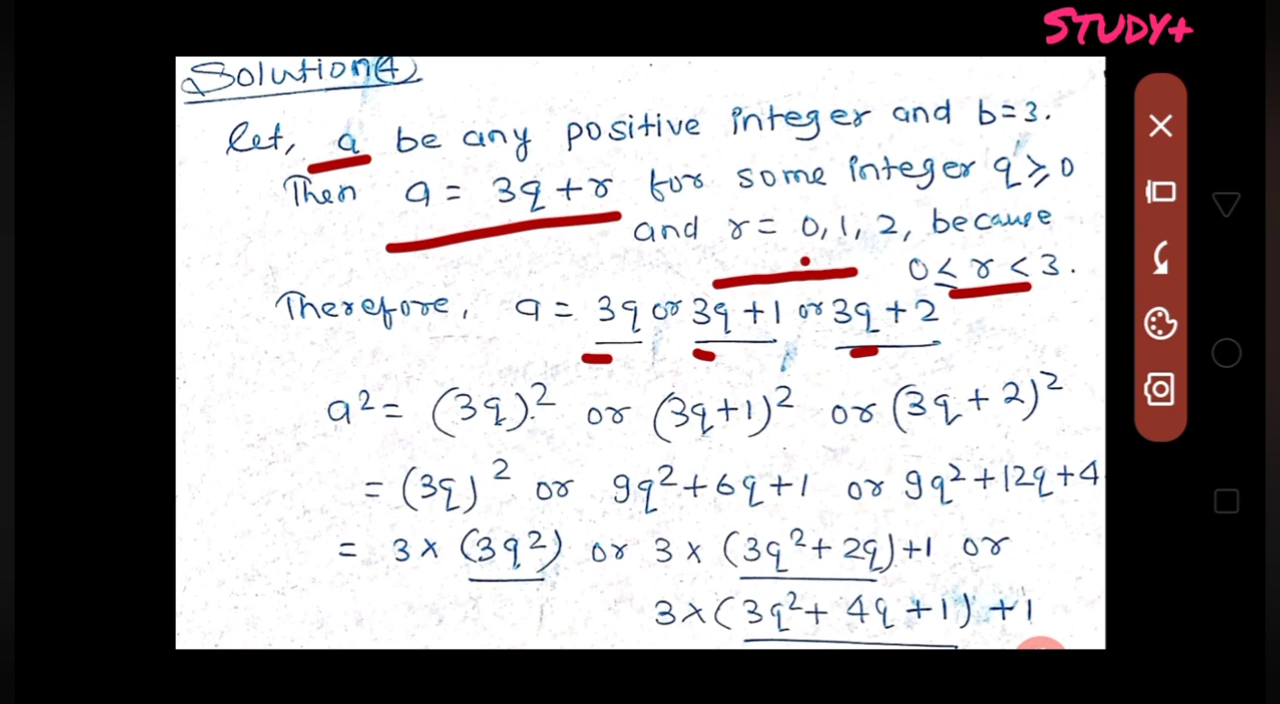 STUDY+
Solution(4)
let, a be any positive integer and b=3.
Then a = 3q+r for some integer q ≥ 0
and r = 0, 1, 2, because
0 ≤ r < 3.
Therefore, a = 3q or 3q +1 or 3q + 2
a² = (3q)² or (3q+1)² or (3q + 2)²
= (3q)² or 9q²+6q+1 or 9q²+12q+4
= 3 × (3q²) or 3 × (3q²+2q)+1 or
3×(3q²+ 4q +1) +1